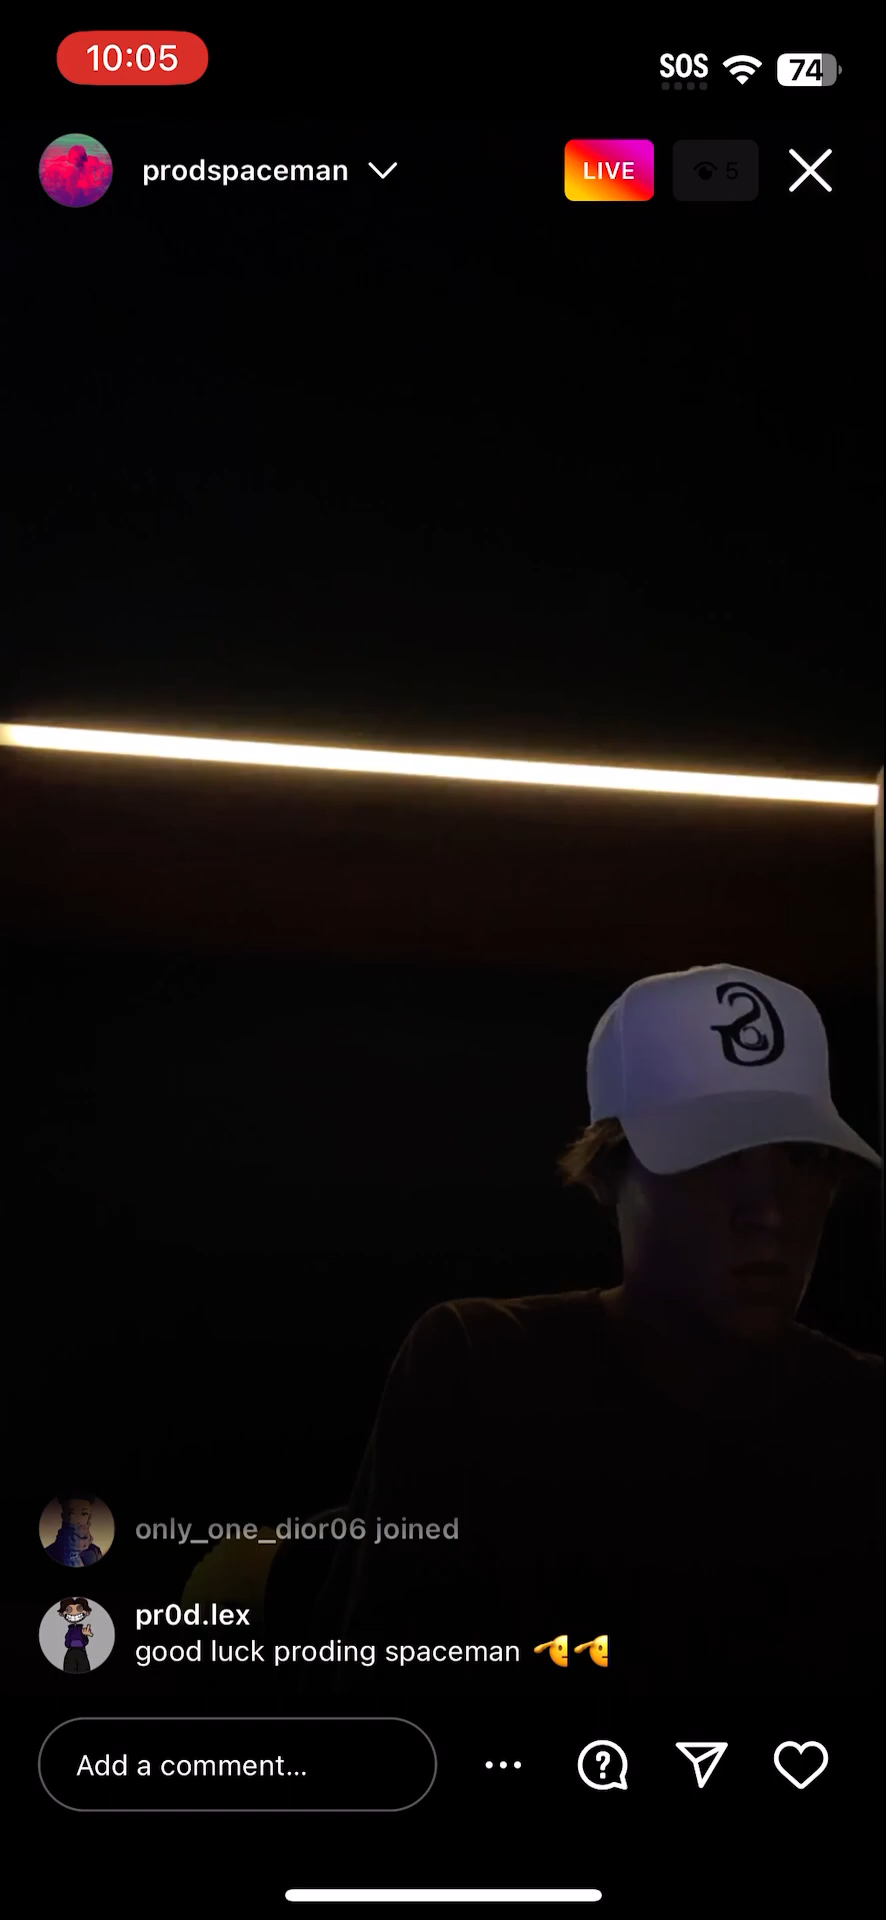 10:05
SOS
74
prodspaceman
LIVE
5
only_one_dior06 joined
pr0d.lex
good luck proding spaceman 🫡🫡
Add a comment...